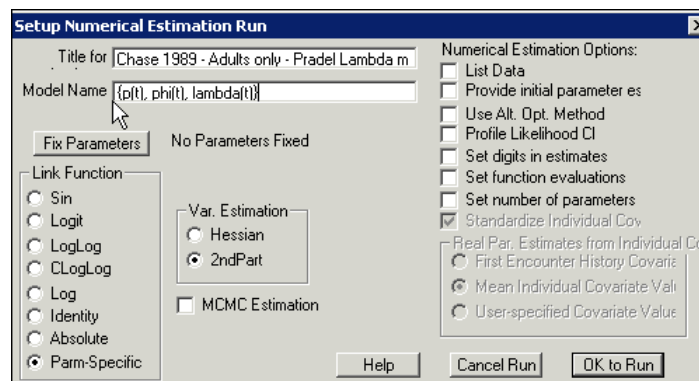 Setup Numerical Estimation Run
Title for
Chase 1989 - Adults only - Pradel Lambda m
Model Name
{p(t), phi(t), lambda(t)}
Fix Parameters
No Parameters Fixed
Link Function
Sin
Logit
LogLog
CLogLog
Log
Identity
Absolute
Parm-Specific
Var. Estimation
Hessian
2ndPart
MCMC Estimation
Numerical Estimation Options:
List Data
Provide initial parameter es
Use Alt. Opt. Method
Profile Likelihood CI
Set digits in estimates
Set function evaluations
Set number of parameters
Standardize Individual Cov
Real Par. Estimates from Individual Co
First Encounter History Covaria
Mean Individual Covariate Valu
User-specified Covariate Value
Help
Cancel Run
OK to Run